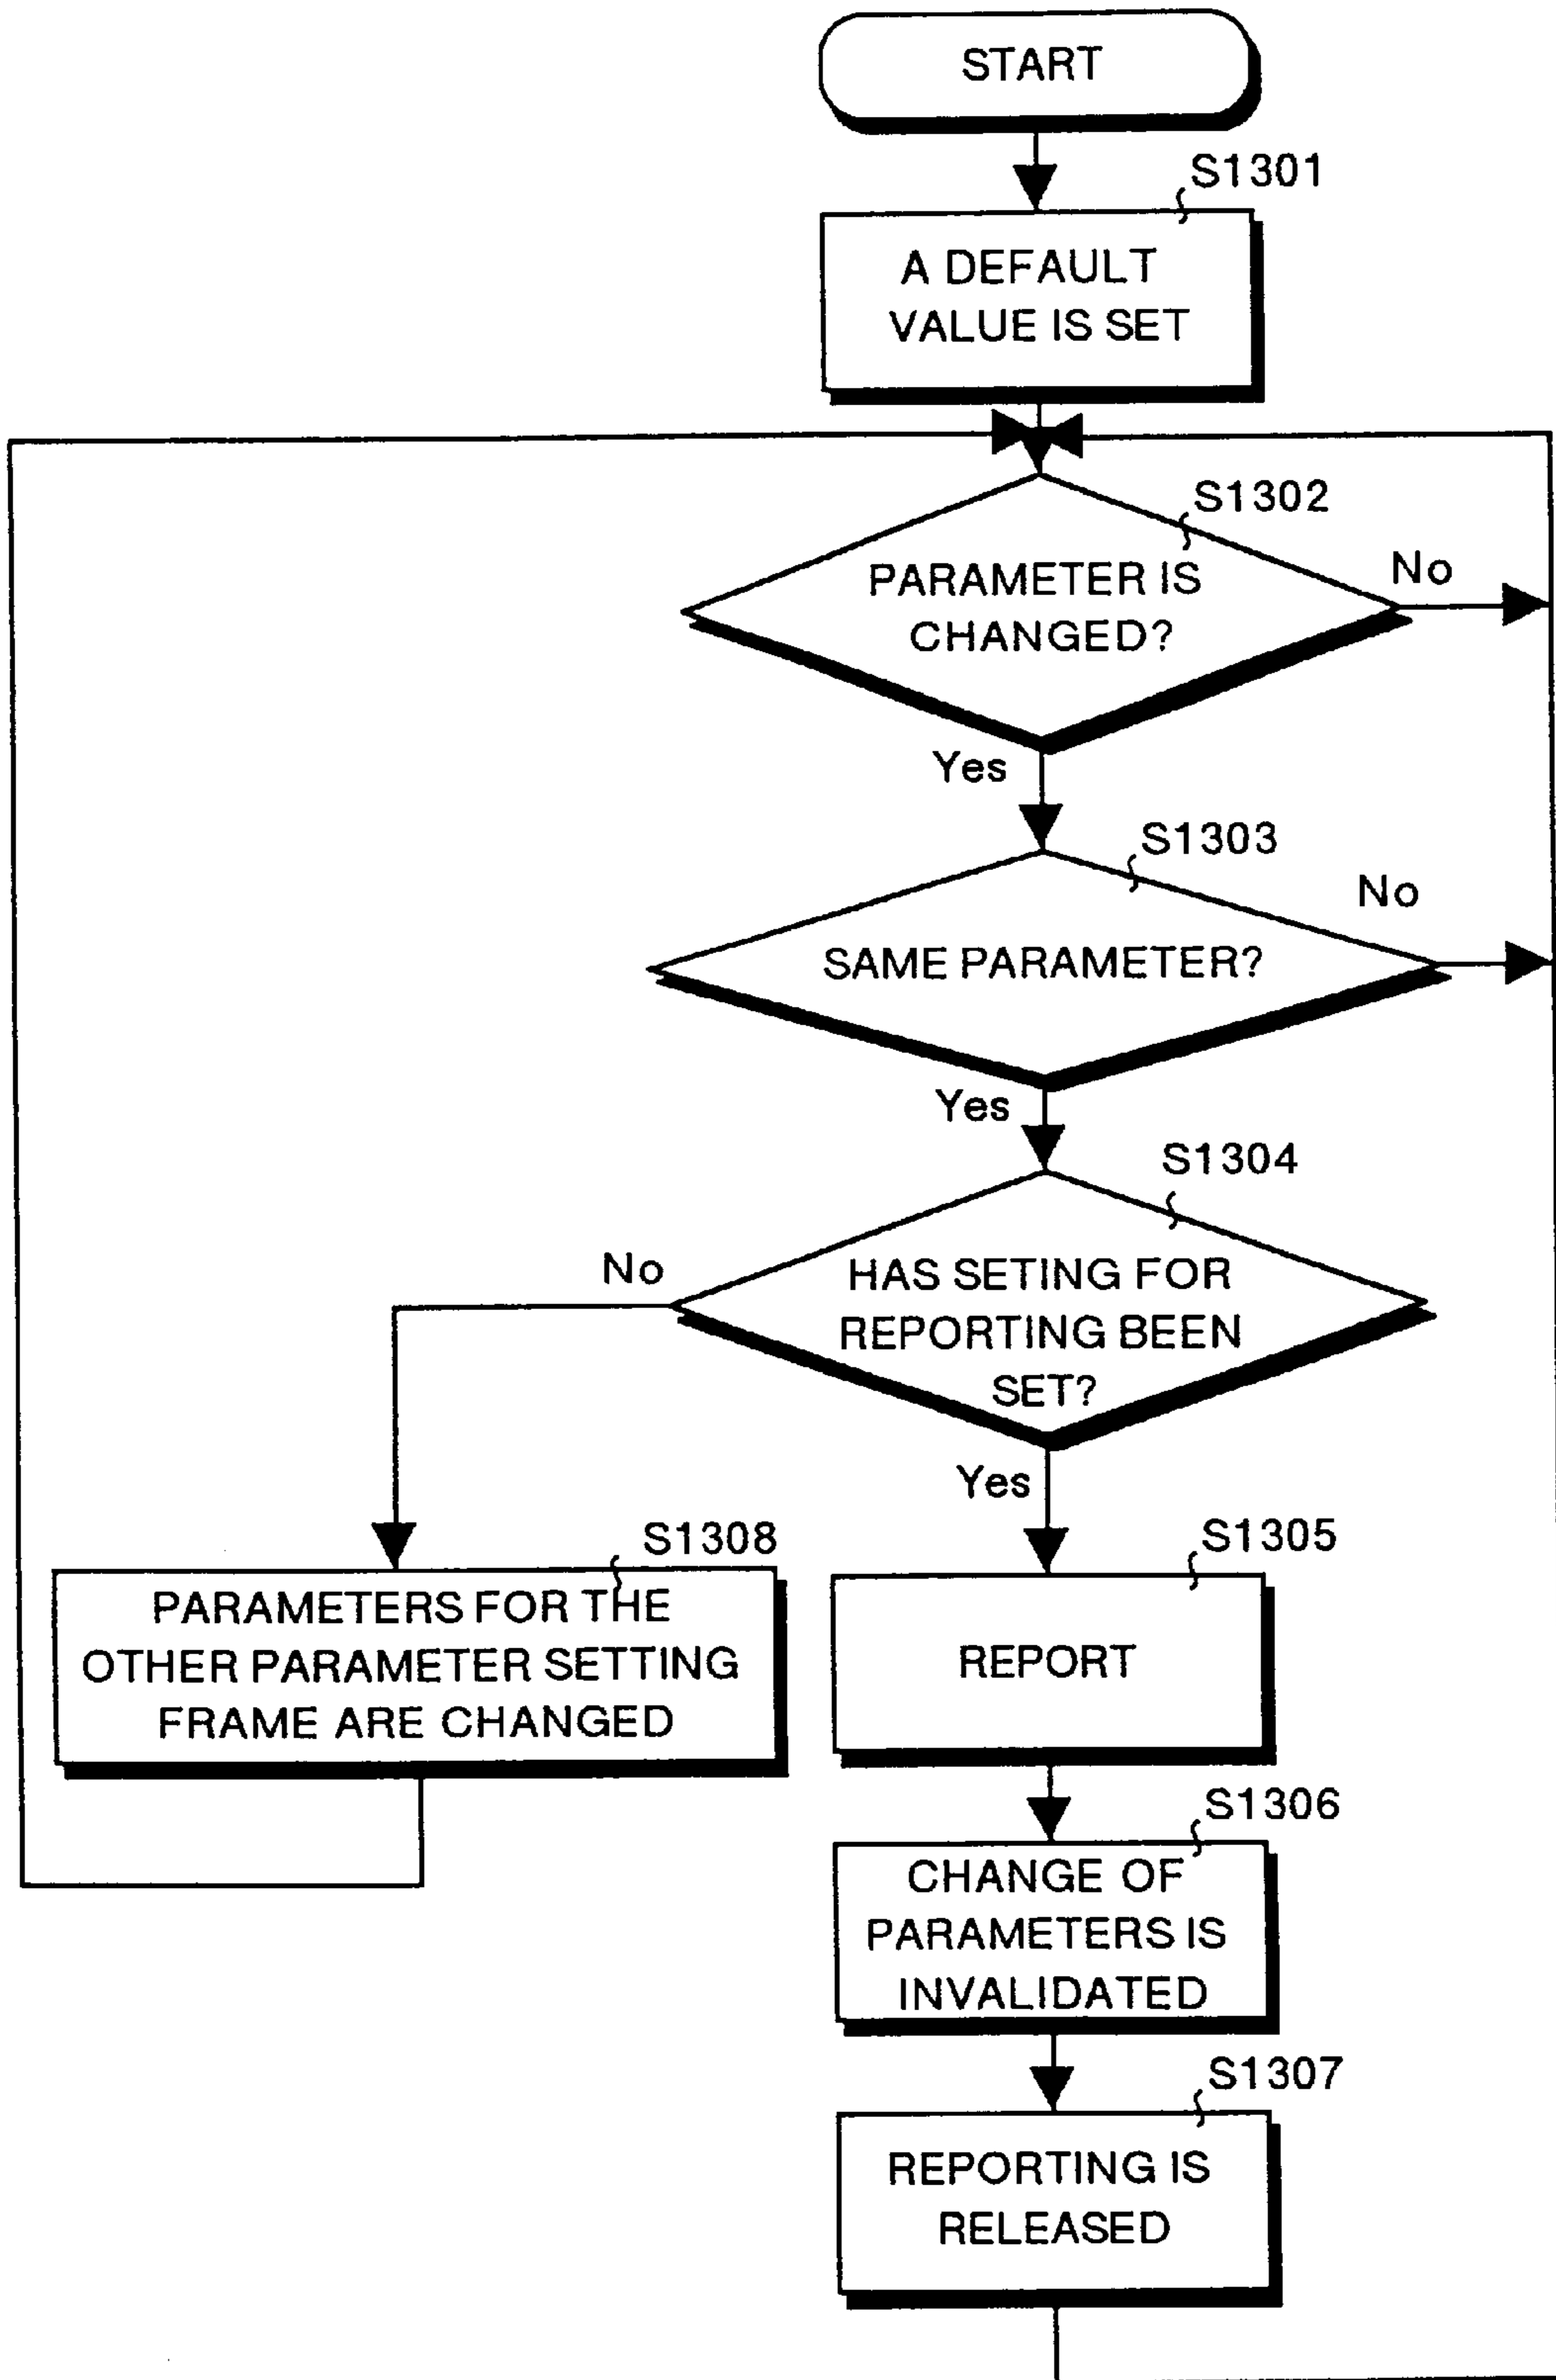 START
S1301
A DEFAULT
VALUE IS SET
S1302
PARAMETER IS
CHANGED?
No
Yes
S1303
No
SAME PARAMETER?
Yes
S1304
No
HAS SETING FOR
REPORTING BEEN
SET?
Yes
S1308
PARAMETERS FOR THE
OTHER PARAMETER SETTING
FRAME ARE CHANGED
S1305
REPORT
S1306
CHANGE OF
PARAMETERS IS
INVALIDATED
S1307
REPORTING IS
RELEASED